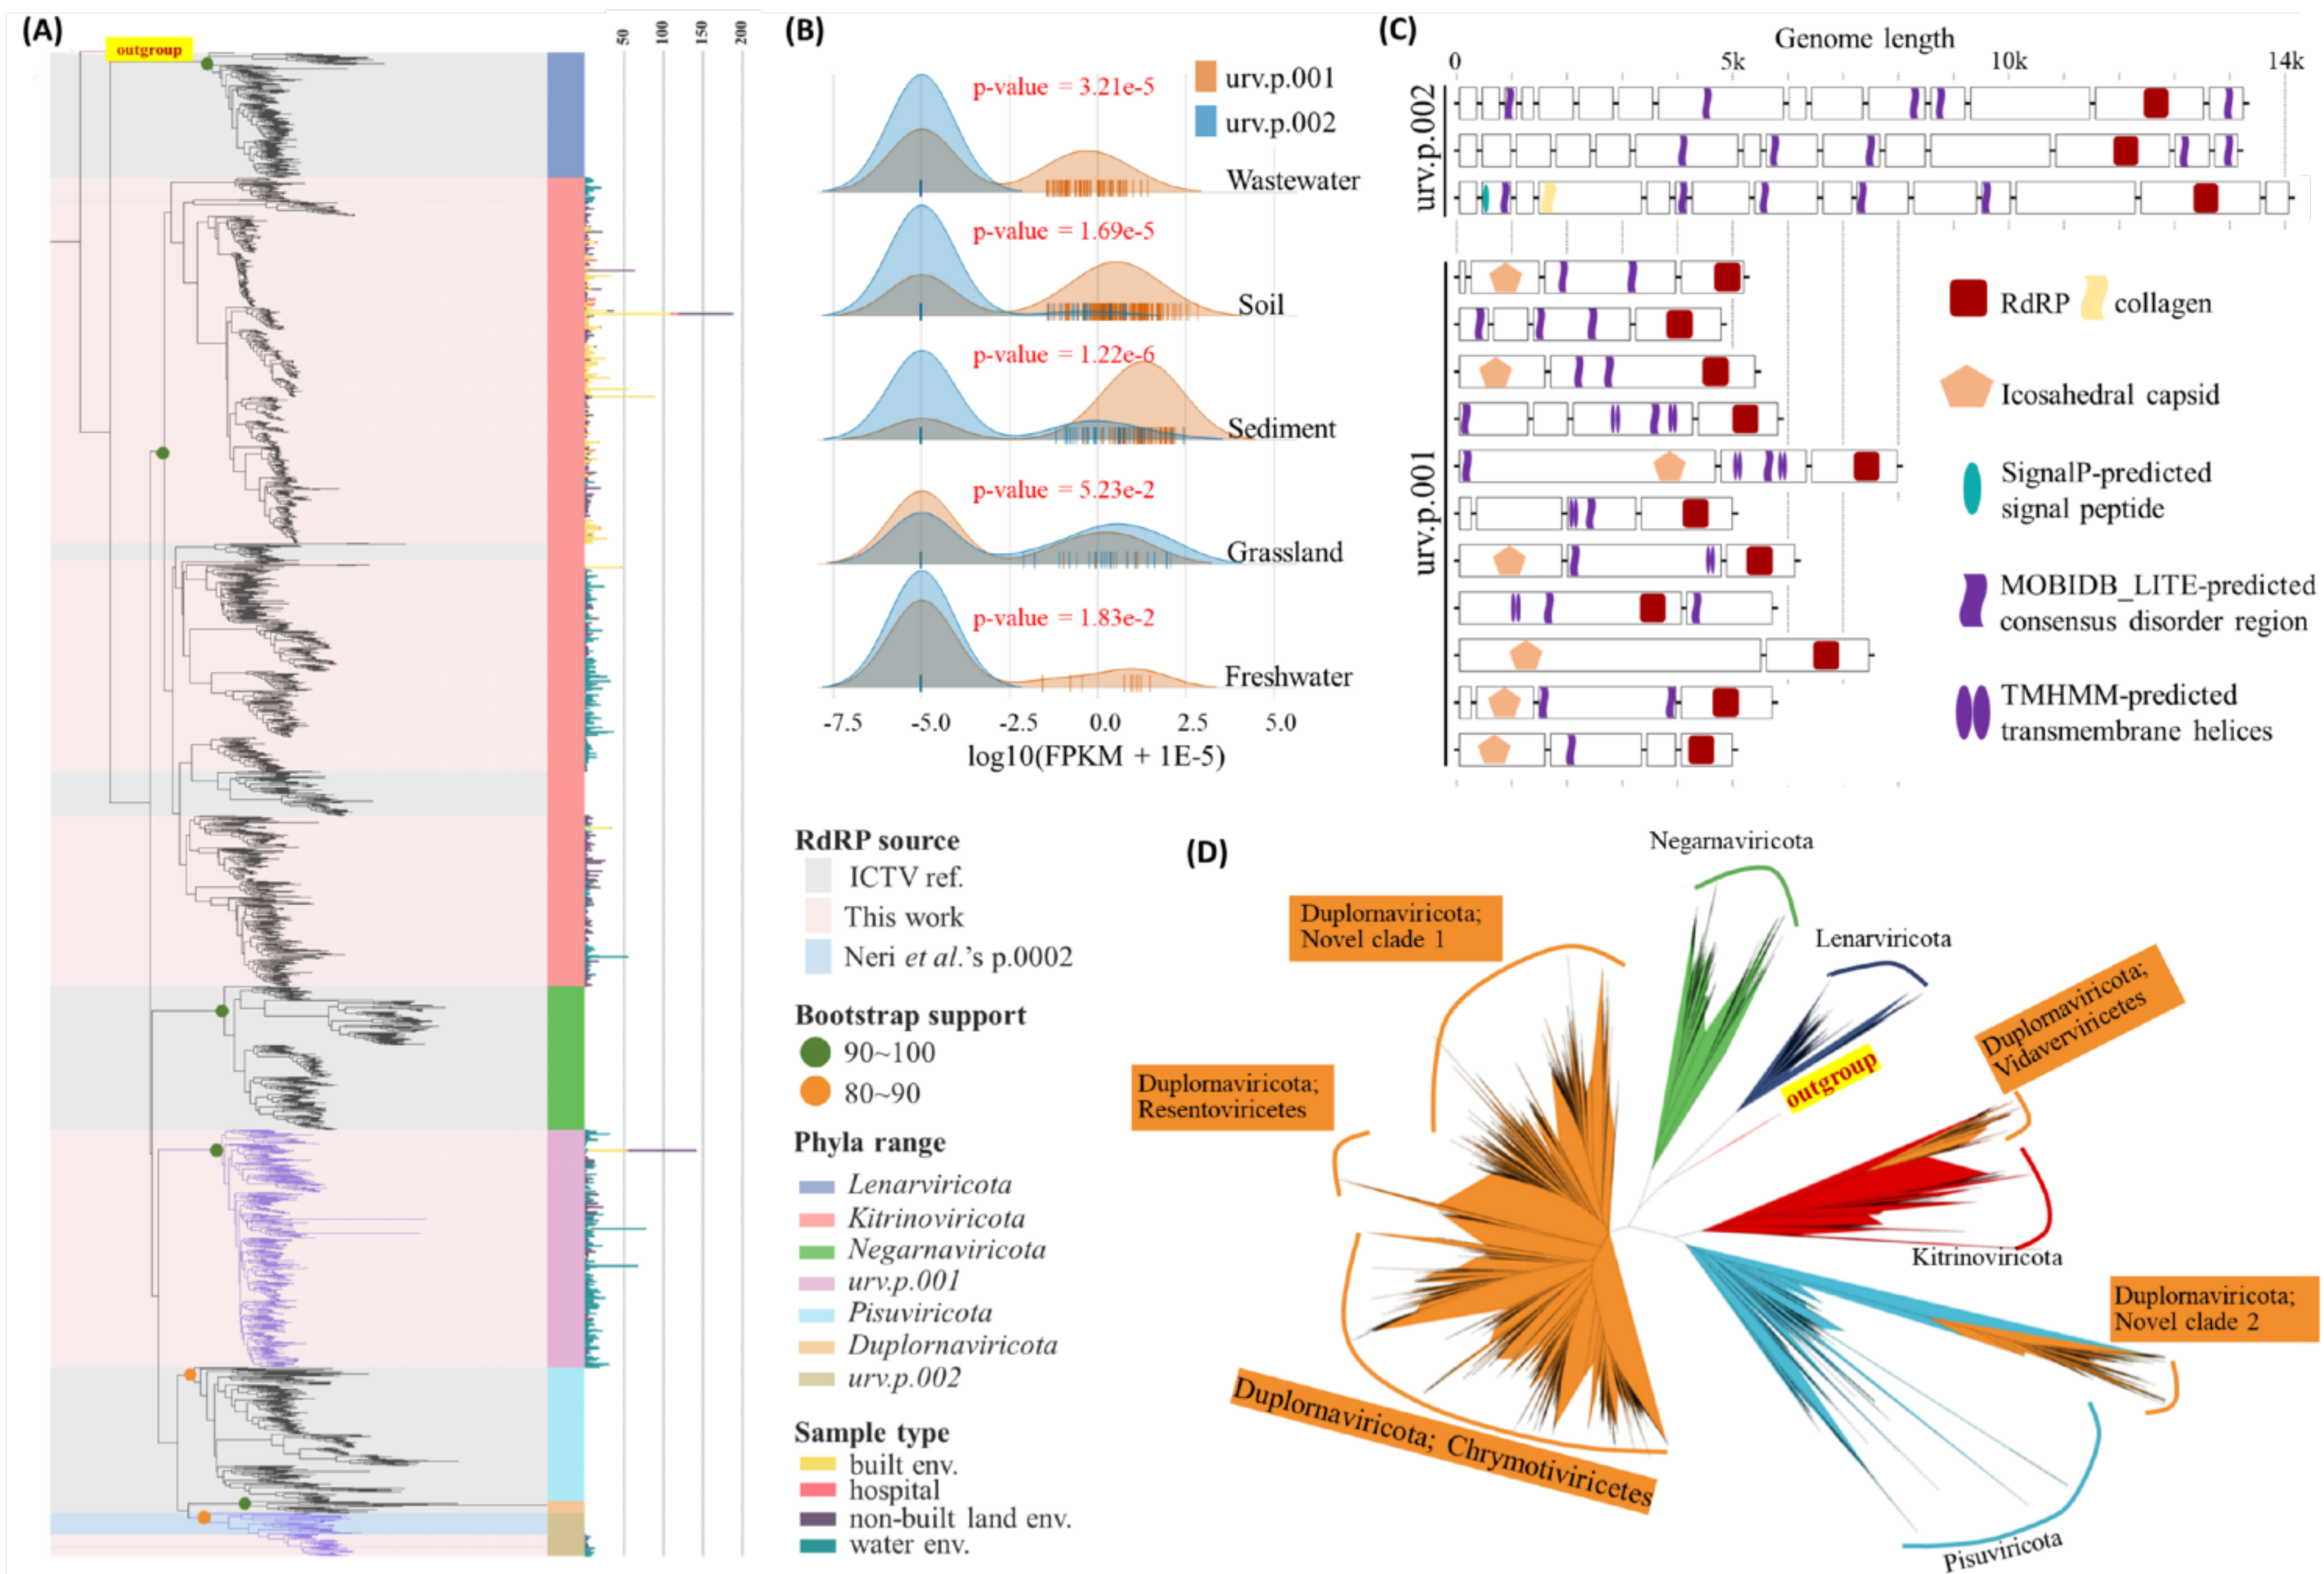 (A)
outgroup
50
100
150
200
(B)
p-value = 3.21e-5
urv.p.001
urv.p.002
Wastewater
p-value = 1.69e-5
Soil
p-value = 1.22e-6
Sediment
p-value = 5.23e-2
Grassland
p-value = 1.83e-2
Freshwater
-7.5 -5.0 -2.5 0.0 2.5 5.0
log10(FPKM + 1E-5)
(C)
Genome length
0 5k 10k 14k
urv.p.002
urv.p.001
RdRP
collagen
Icosahedral capsid
SignalP-predicted
signal peptide
MOBIDB_LITE-predicted
consensus disorder region
TMHMM-predicted
transmembrane helices
RdRP source
ICTV ref.
This work
Neri et al.'s p.0002
Bootstrap support
90~100
80~90
Phyla range
Lenarviricota
Kitrinoviricota
Negarnaviricota
urv.p.001
Pisuviricota
Duplornaviricota
urv.p.002
Sample type
built env.
hospital
non-built land env.
water env.
(D)
Negarnaviricota
Duplornaviricota;
Novel clade 1
Lenarviricota
Duplornaviricota;
Vidaverviricetes
outgroup
Duplornaviricota;
Resentoviricetes
Kitrinoviricota
Duplornaviricota;
Novel clade 2
Duplornaviricota; Chrymotiviricetes
Pisuviricota